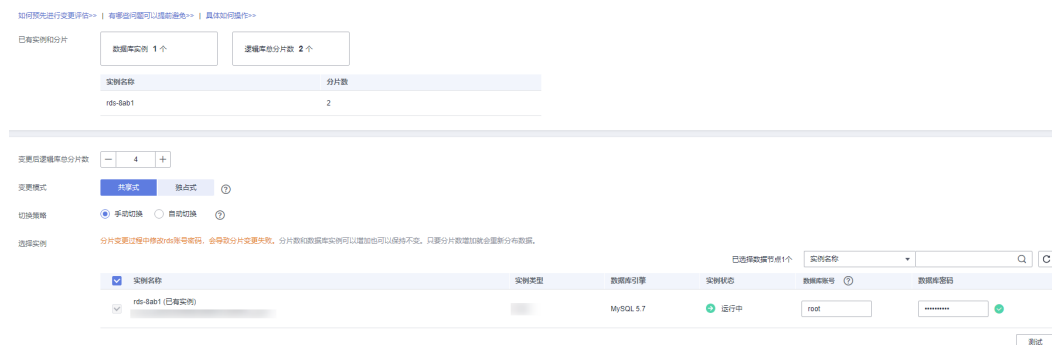 如何预先进行变更评估>> | 有哪些问题可以提前避免>> | 具体如何操作>>
已有实例和分片
数据库实例 1 个
逻辑库总分片数 2 个
实例名称 分片数
rds-8ab1 2
变更后逻辑库总分片数 4
变更模式 共享式 独占式
切换策略 手动切换 自动切换
选择实例 分片变更过程中修改rds账号密码，会导致分片变更失败。分片数和数据库实例可以增加也可以保持不变。只要分片数增加就会重新分布数据。
已选择数据节点1个 实例名称
实例名称 实例类型 数据库引擎 实例状态 数据库账号 数据库密码
rds-8ab1 (已有实例) MySQL 5.7 运行中 root ••••••••••
测试